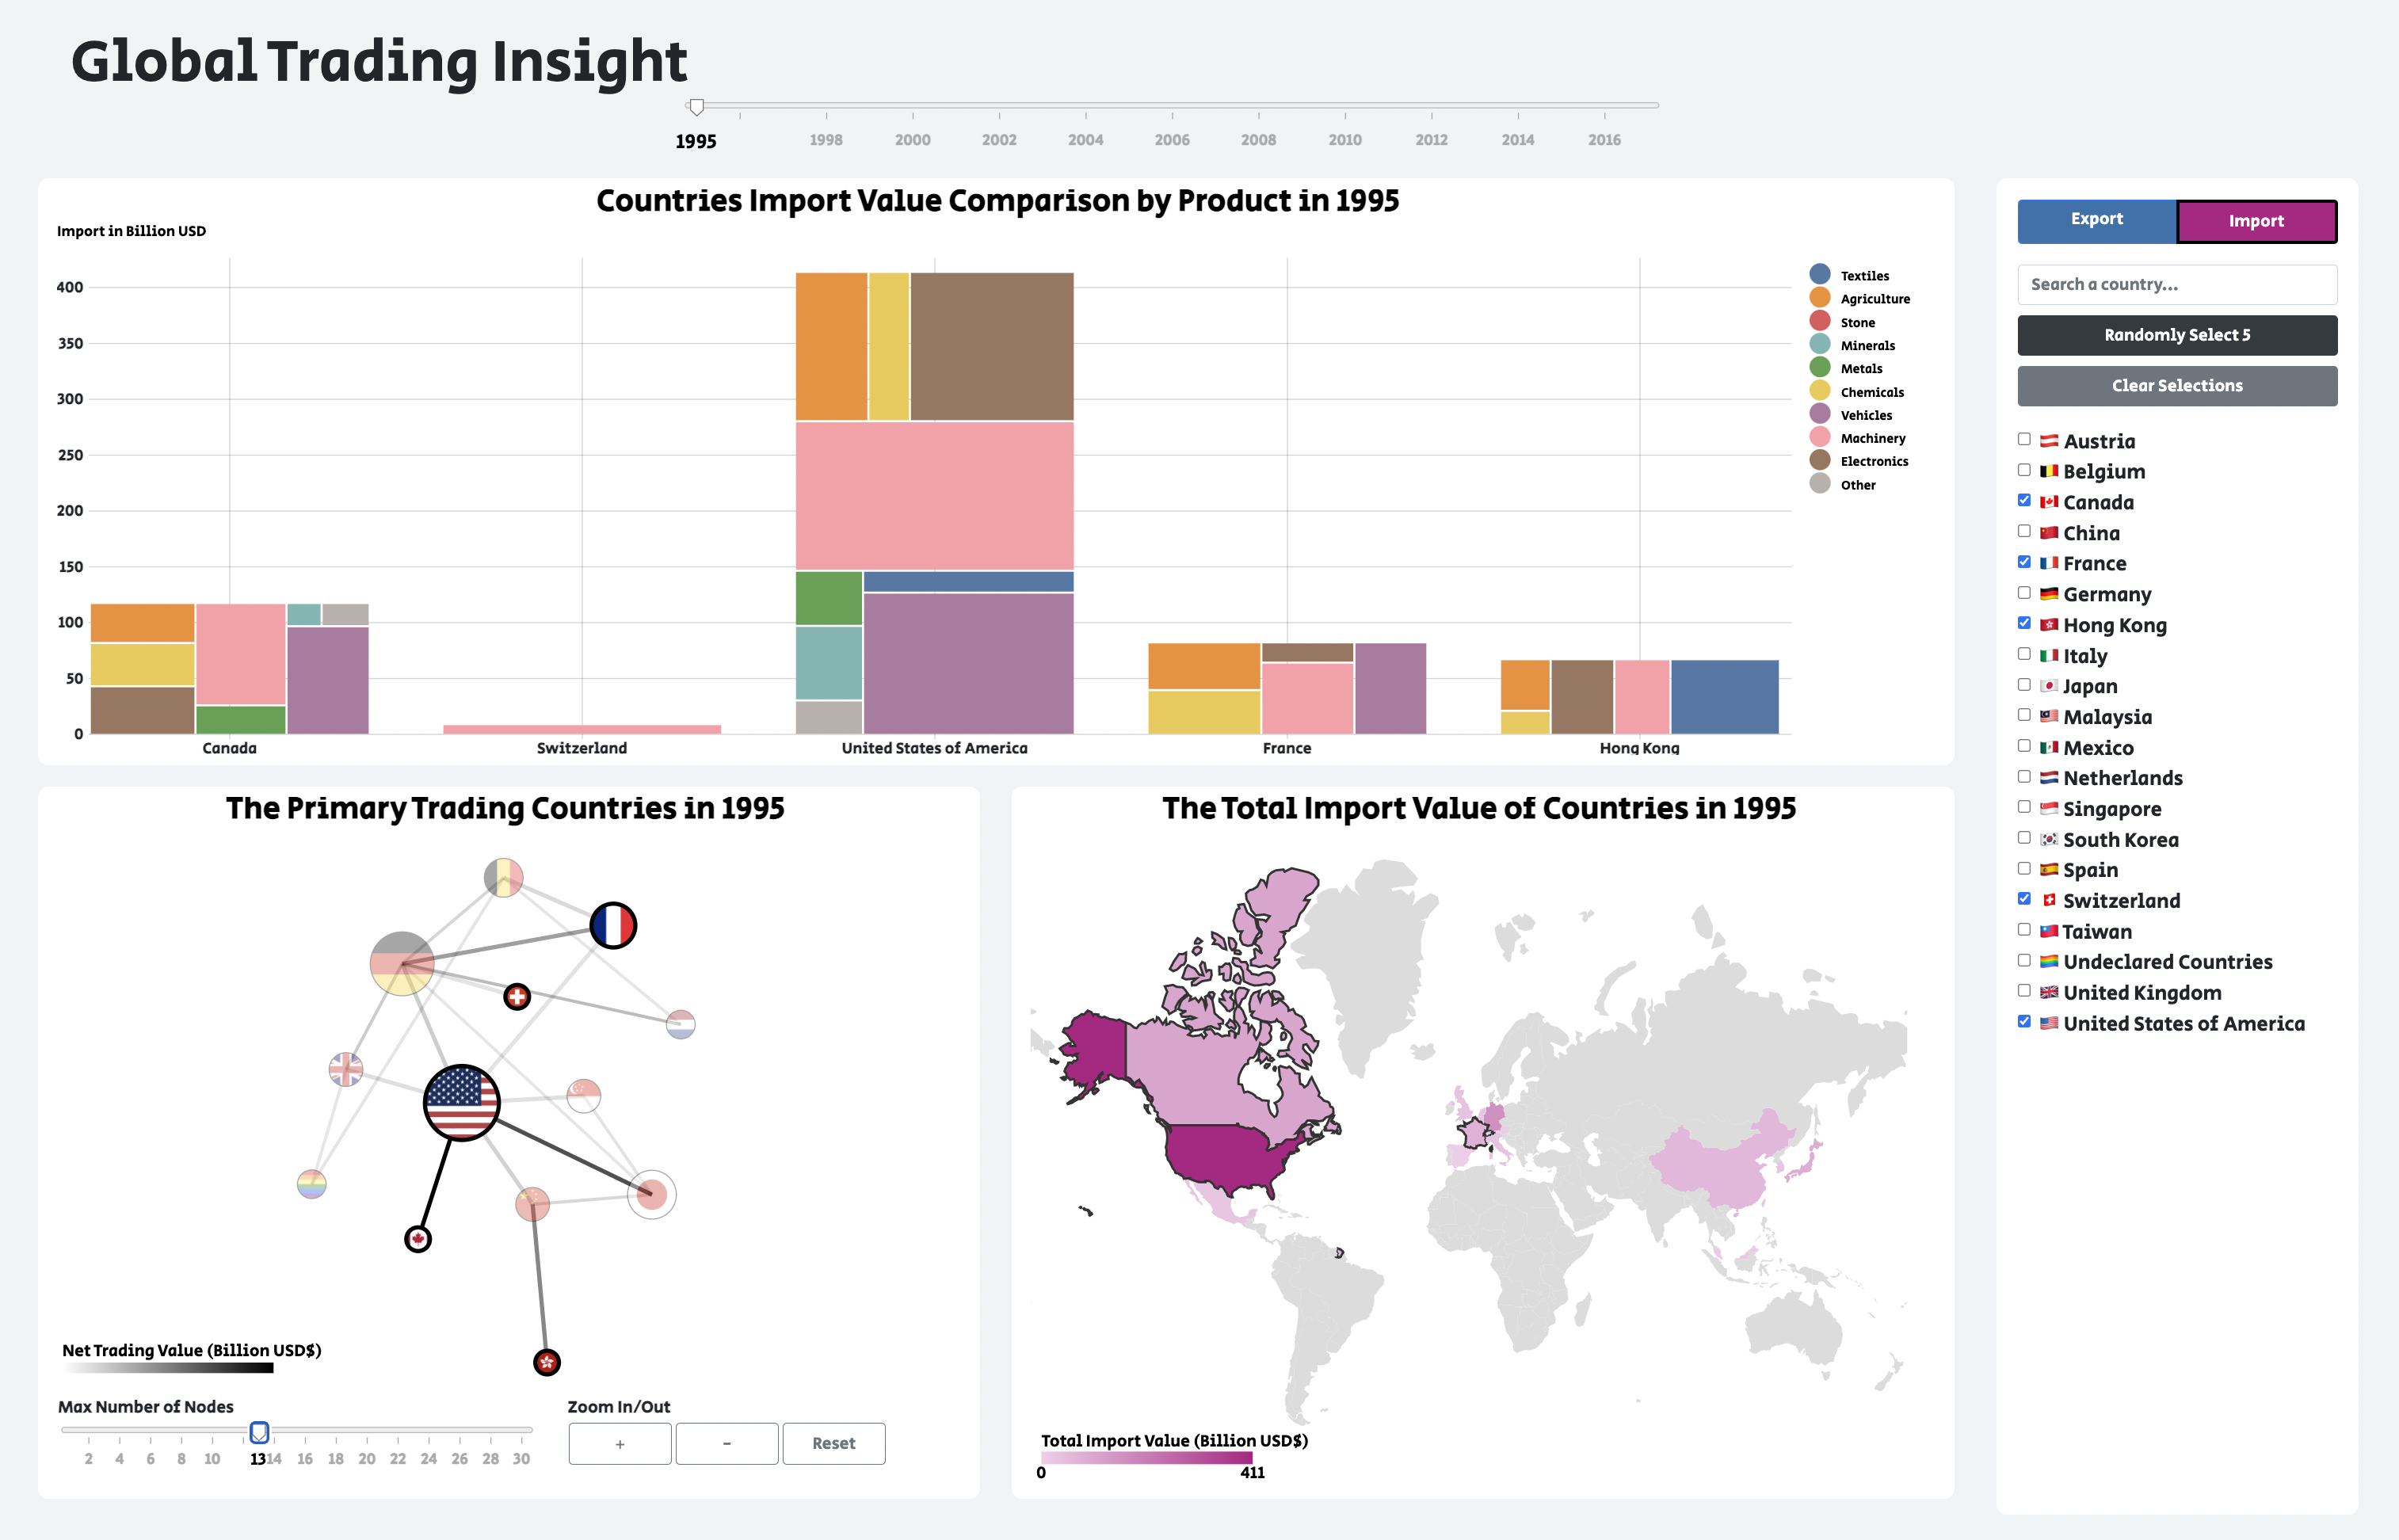 Global Trading Insight
1995 1998 2000 2002 2004 2006 2008 2010 2012 2014 2016
Countries Import Value Comparison by Product in 1995
Import in Billion USD
400
350
300
250
200
150
100
50
0
Canada Switzerland United States of America France Hong Kong
Textiles
Agriculture
Stone
Minerals
Metals
Chemicals
Vehicles
Machinery
Electronics
Other
The Primary Trading Countries in 1995
Net Trading Value (Billion USD$)
Max Number of Nodes
2 4 6 8 10 13 14 16 18 20 22 24 26 28 30
Zoom In/Out
+ - Reset
The Total Import Value of Countries in 1995
Total Import Value (Billion USD$)
0 411
Export Import
Search a country...
Randomly Select 5
Clear Selections
Austria
Belgium
Canada
China
France
Germany
Hong Kong
Italy
Japan
Malaysia
Mexico
Netherlands
Singapore
South Korea
Spain
Switzerland
Taiwan
Undeclared Countries
United Kingdom
United States of America